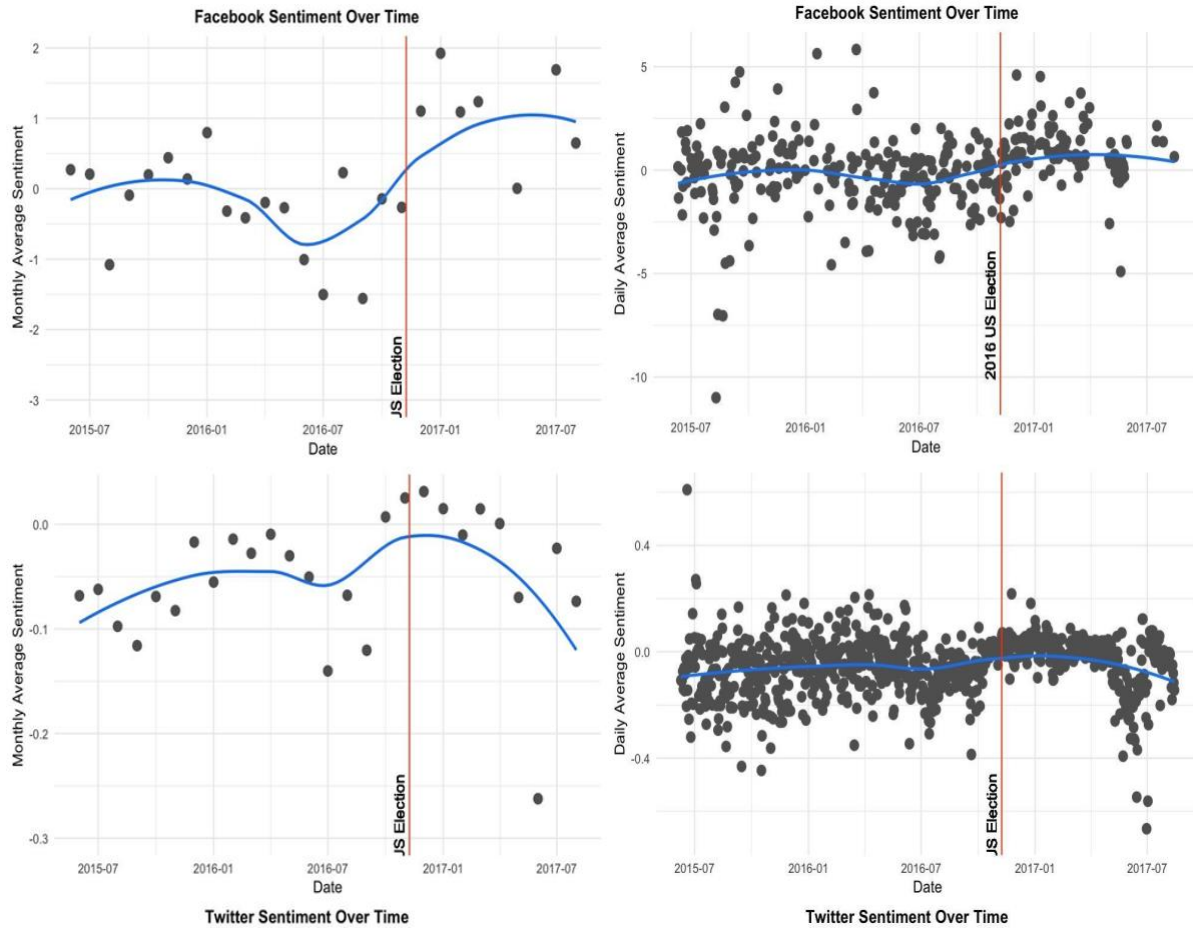 Facebook Sentiment Over Time
Monthly Average Sentiment
2
1
0
-1
-2
-3
JS Election
2015-07 2016-01 2016-07 2017-01 2017-07
Date
Facebook Sentiment Over Time
Daily Average Sentiment
5
0
-5
-10
2016 US Election
2015-07 2016-01 2016-07 2017-01 2017-07
Date
Monthly Average Sentiment
0.0
-0.1
-0.2
-0.3
JS Election
2015-07 2016-01 2016-07 2017-01 2017-07
Date
Twitter Sentiment Over Time
Daily Average Sentiment
0.4
0.0
-0.4
JS Election
2015-07 2016-01 2016-07 2017-01 2017-07
Date
Twitter Sentiment Over Time